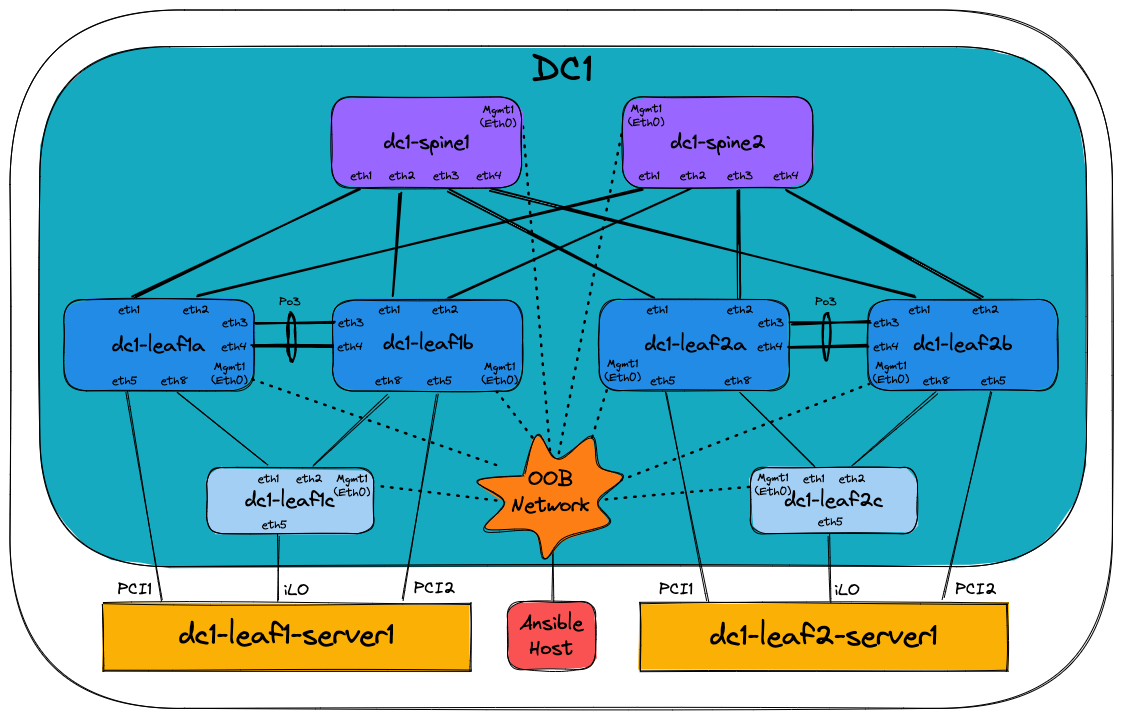 DC1
Mgmt1
(Eth0)
dc1-spine1
eth1 eth2 eth3 eth4
Mgmt1
(Eth0)
dc1-spine2
eth1 eth2 eth3 eth4
Po3
Po3
eth1 eth2
eth3
dc1-leaf1a
eth4
Mgmt1
(Eth0)
eth5 eth8
eth1 eth2
eth3
dc1-leaf1b
eth4
Mgmt1
(Eth0)
eth8 eth5
eth1 eth2
eth3
dc1-leaf2a
eth4
Mgmt1
(Eth0)
eth5 eth8
eth1 eth2
eth3
dc1-leaf2b
eth4
Mgmt1
(Eth0)
eth8 eth5
eth1 eth2 Mgmt1
(Eth0)
dc1-leaf1c
eth5
OOB
Network
Mgmt1 eth1 eth2
(Eth0)
dc1-leaf2c
eth5
PCI1 iLO PCI2
PCI1 iLO PCI2
dc1-leaf1-server1
Ansible
Host
dc1-leaf2-server1